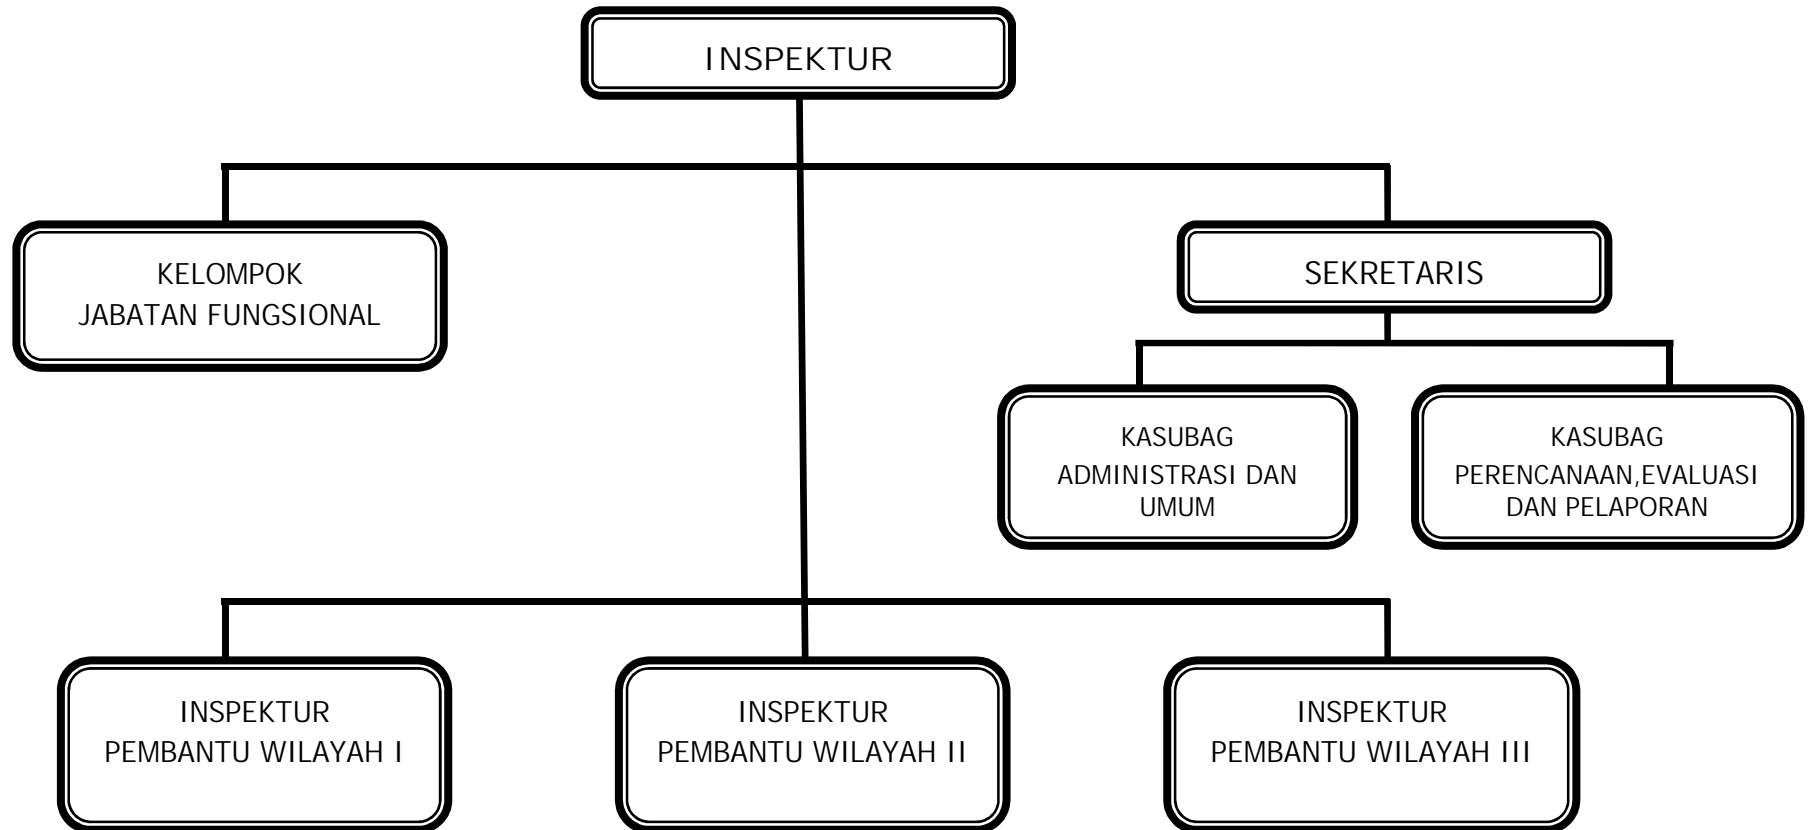 INSPEKTUR
KELOMPOK
JABATAN FUNGSIONAL
SEKRETARIS
KASUBAG
ADMINISTRASI DAN
UMUM
KASUBAG
PERENCANAAN,EVALUASI
DAN PELAPORAN
INSPEKTUR
PEMBANTU WILAYAH I
INSPEKTUR
PEMBANTU WILAYAH II
INSPEKTUR
PEMBANTU WILAYAH III